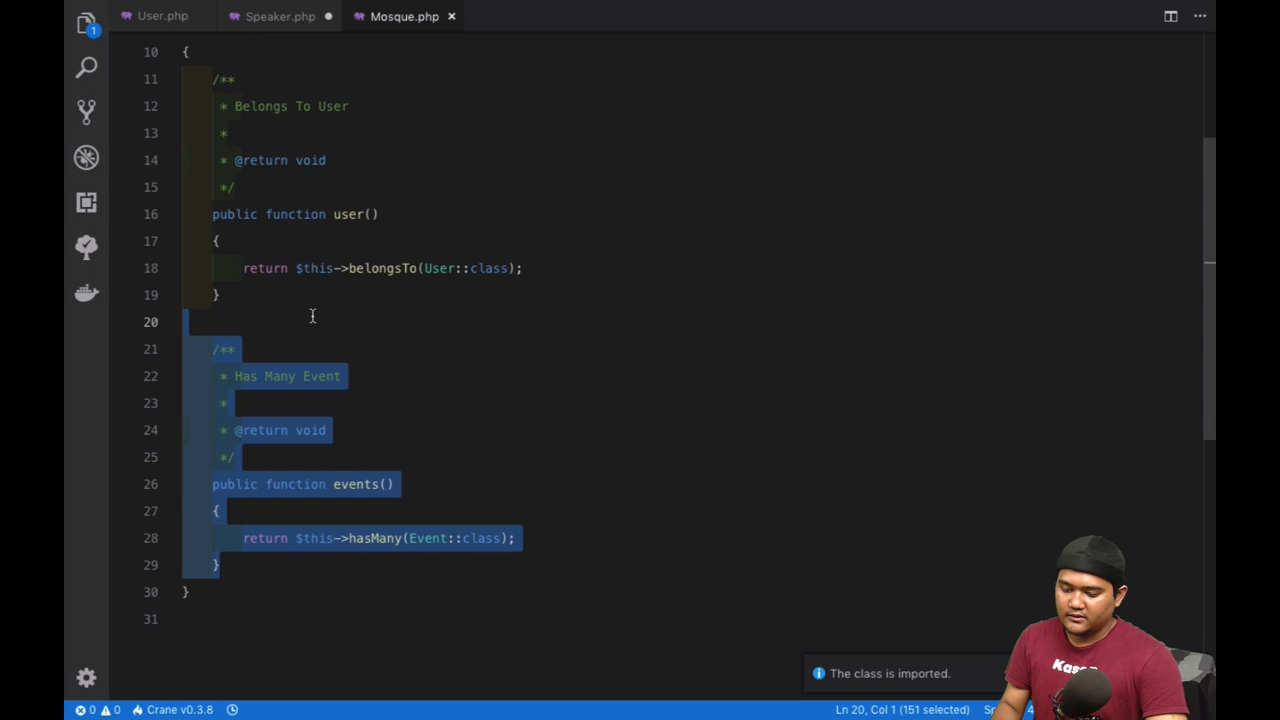 User.php
Speaker.php
Mosque.php
1
10 {
11 /**
12 * Belongs To User
13 *
14 * @return void
15 */
16 public function user()
17 {
18 return $this->belongsTo(User::class);
19 }
20
21 /**
22 * Has Many Event
23 *
24 * @return void
25 */
26 public function events()
27 {
28 return $this->hasMany(Event::class);
29 }
30 }
31
The class is imported.
0 0 Crane v0.3.8
Ln 20, Col 1 (151 selected)